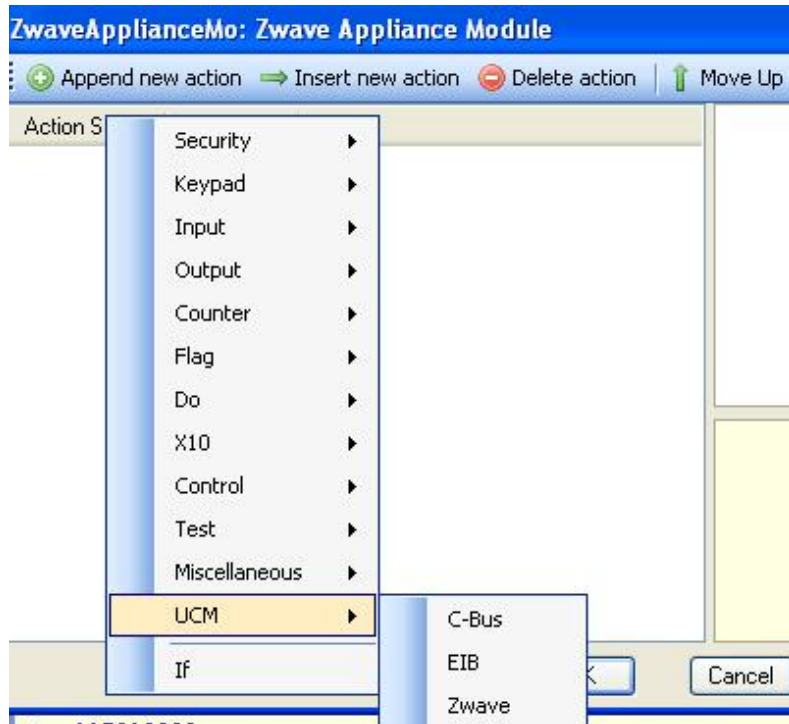 ZwaveApplianceMo: Zwave Appliance Module
Append new action Insert new action Delete action Move Up
Action S
Security
Keypad
Input
Output
Counter
Flag
Do
X10
Control
Test
Miscellaneous
UCM
C-Bus
If
EIB
Cancel
Zwave